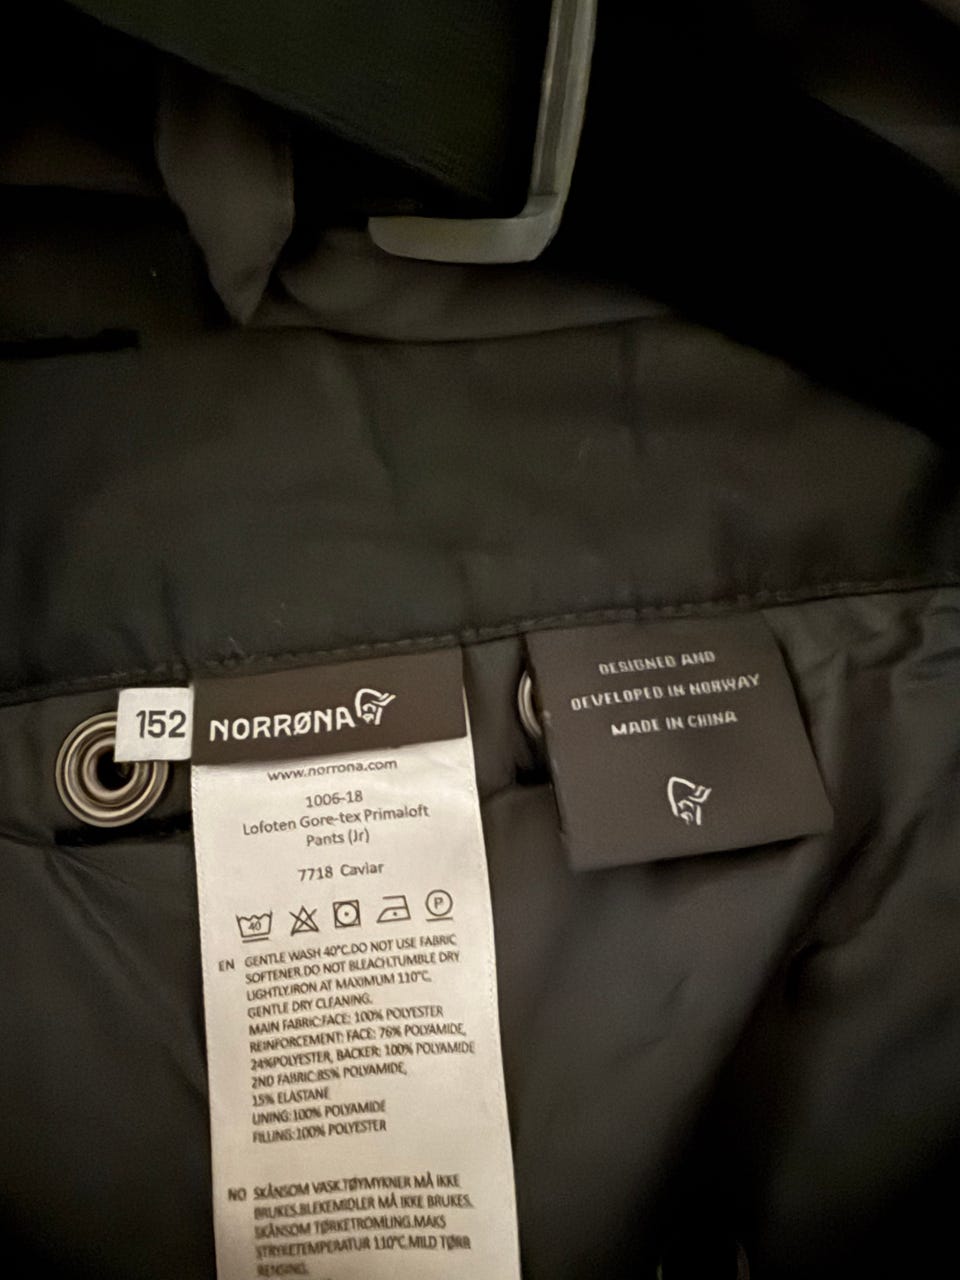 152
NORRØNA
www.norrona.com
1006-18
Lofoten Gore-tex Primaloft
Pants (Jr)
7718 Caviar
40
P
EN GENTLE WASH 40°C.DO NOT USE FABRIC
SOFTENER.DO NOT BLEACH.TUMBLE DRY
LIGHTLY.IRON AT MAXIMUM 110°C.
GENTLE DRY CLEANING.
MAIN FABRIC:FACE: 100% POLYESTER
REINFORCEMENT: FACE: 76% POLYAMIDE,
24%POLYESTER, BACKER: 100% POLYAMIDE
2ND FABRIC:85% POLYAMIDE,
15% ELASTANE
LINING:100% POLYAMIDE
FILLING:100% POLYESTER
NO SKÅNSOM VASK.TØYMYKNER MÅ IKKE
BRUKES.BLEKEMIDLER MÅ IKKE BRUKES.
SKÅNSOM TØRKETROMLING.MAKS
STRYKETEMPERATUR 110°C.MILD TØRR
RENSING.
DESIGNED AND
DEVELOPED IN NORWAY
MADE IN CHINA